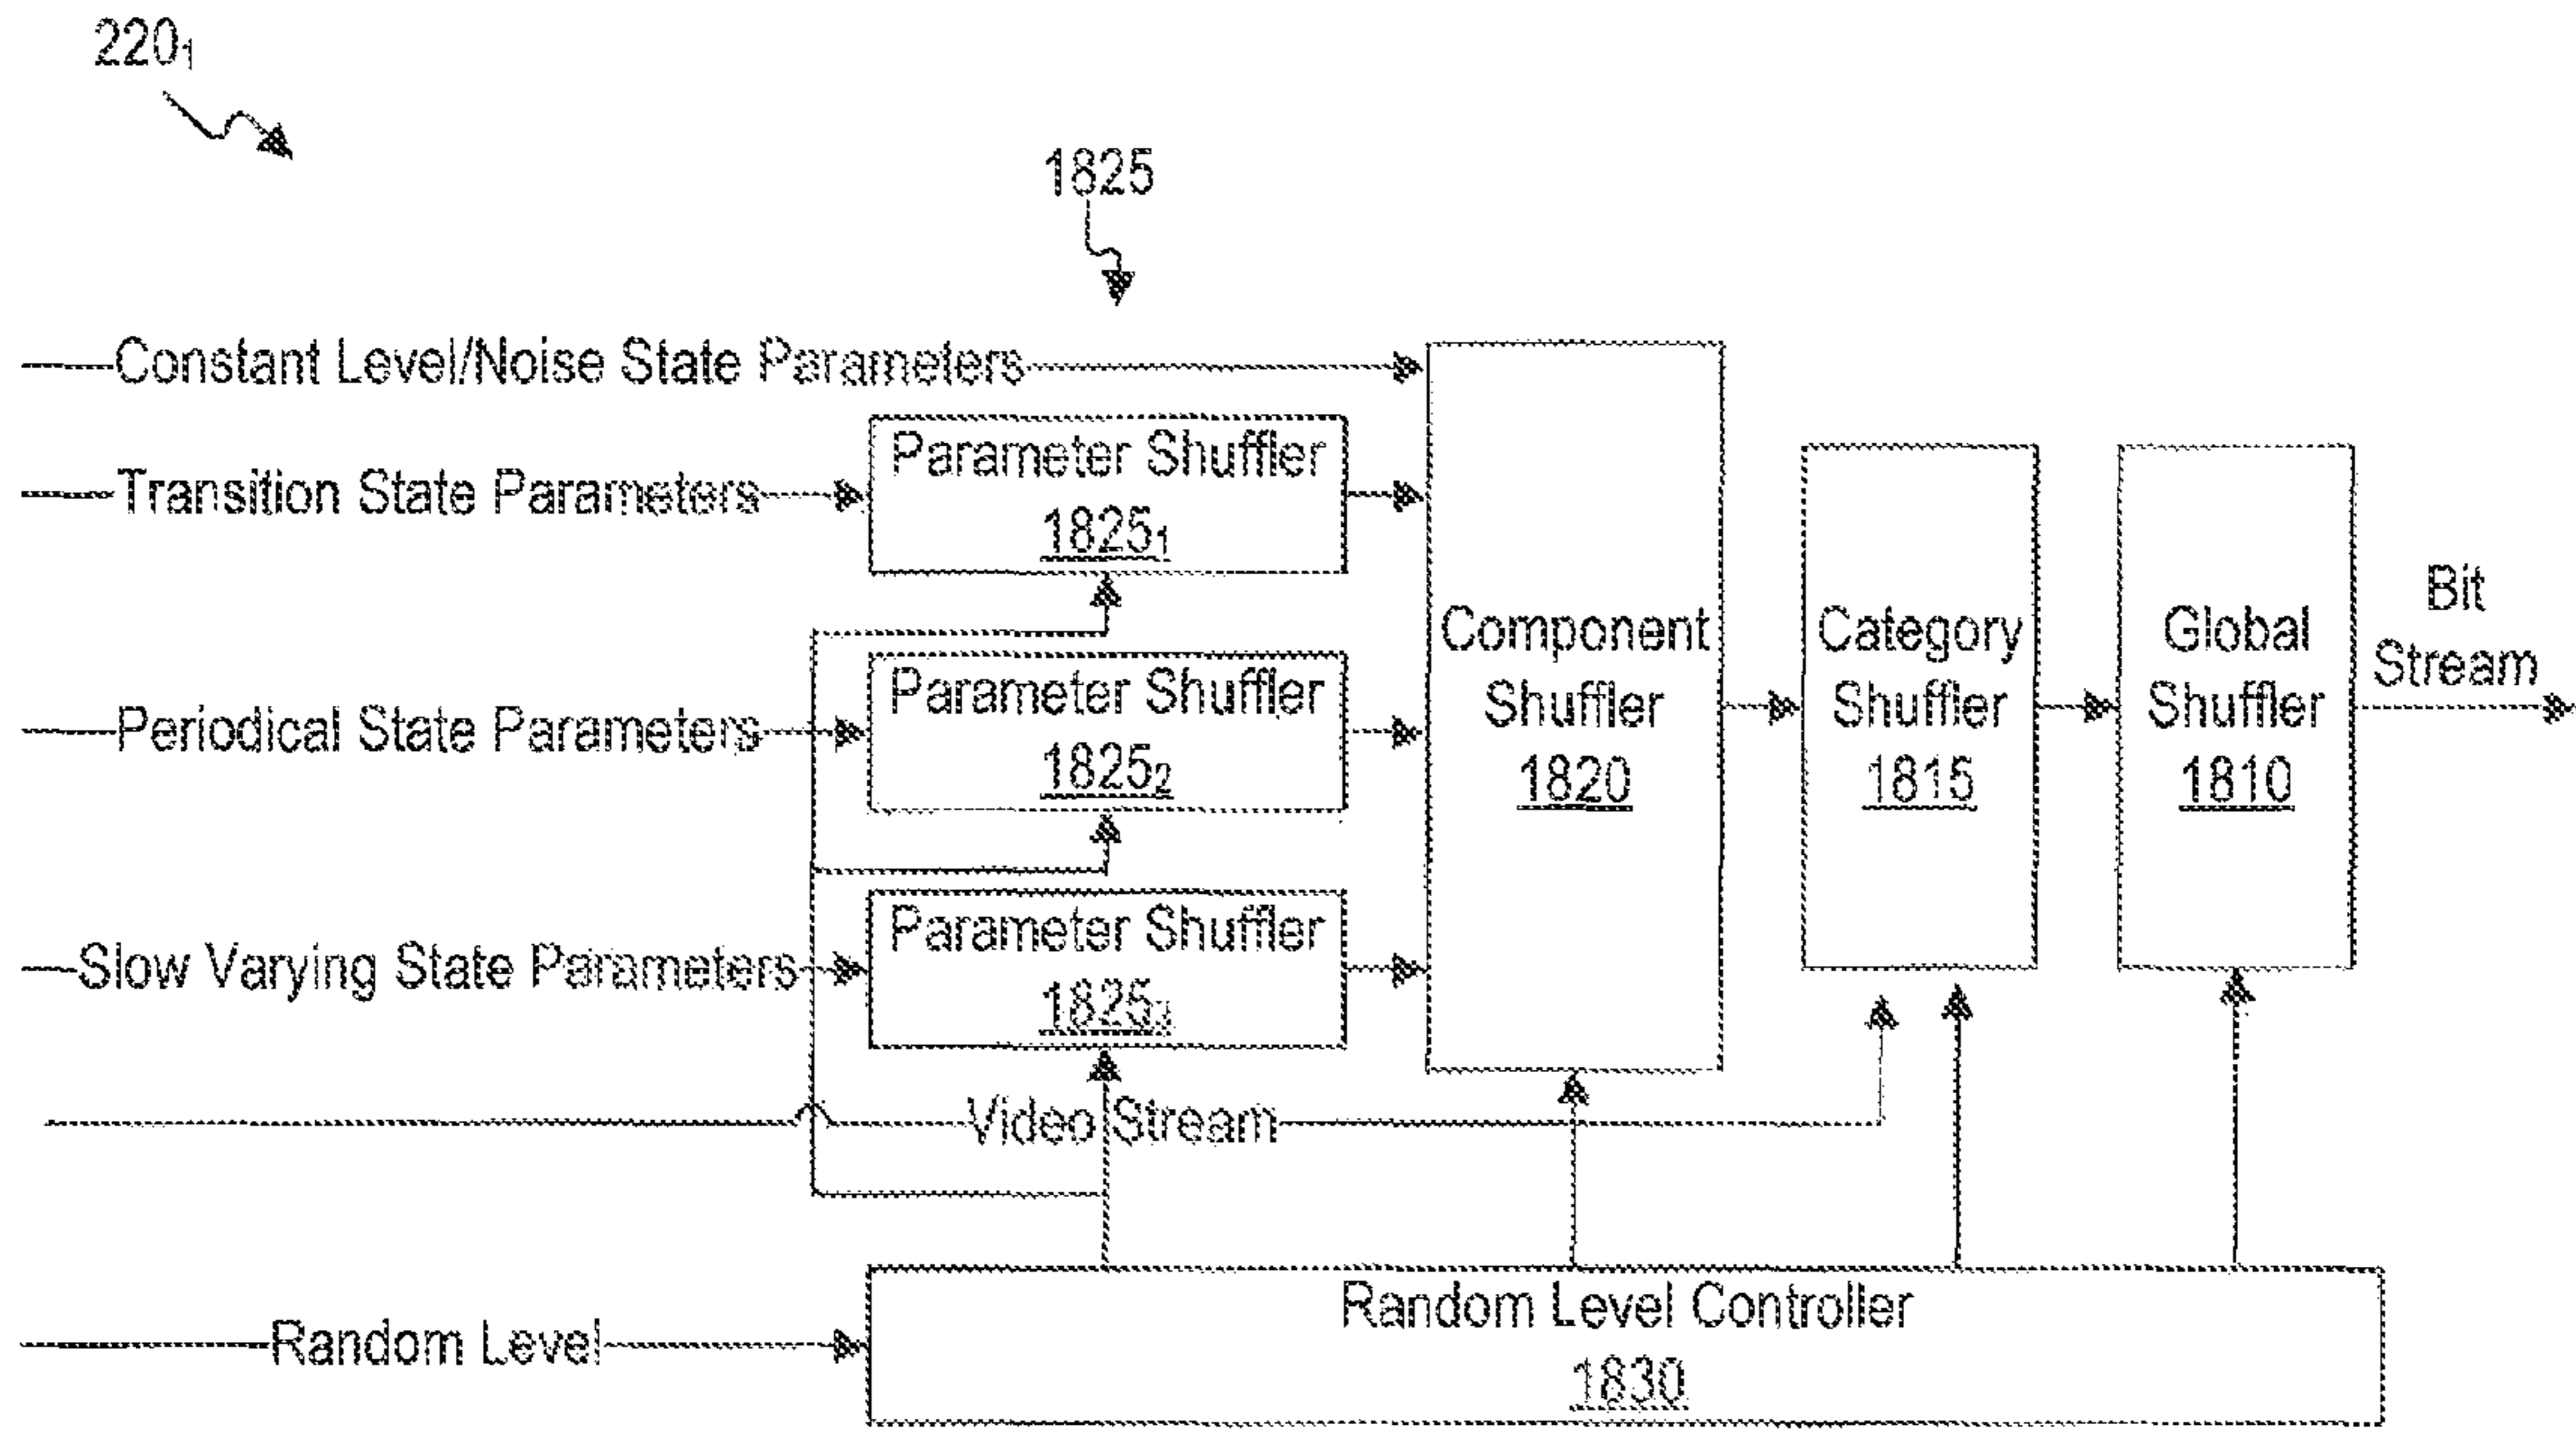 220₁
1825
Constant Level/Noise State Parameters
Transition State Parameters
Parameter Shuffler
1825₁
Periodical State Parameters
Parameter Shuffler
1825₂
Slow Varying State Parameters
Parameter Shuffler
1825₃
Component
Shuffler
1820
Category
Shuffler
1815
Global
Shuffler
1810
Bit
Stream
Video Stream
Random Level
Random Level Controller
1830